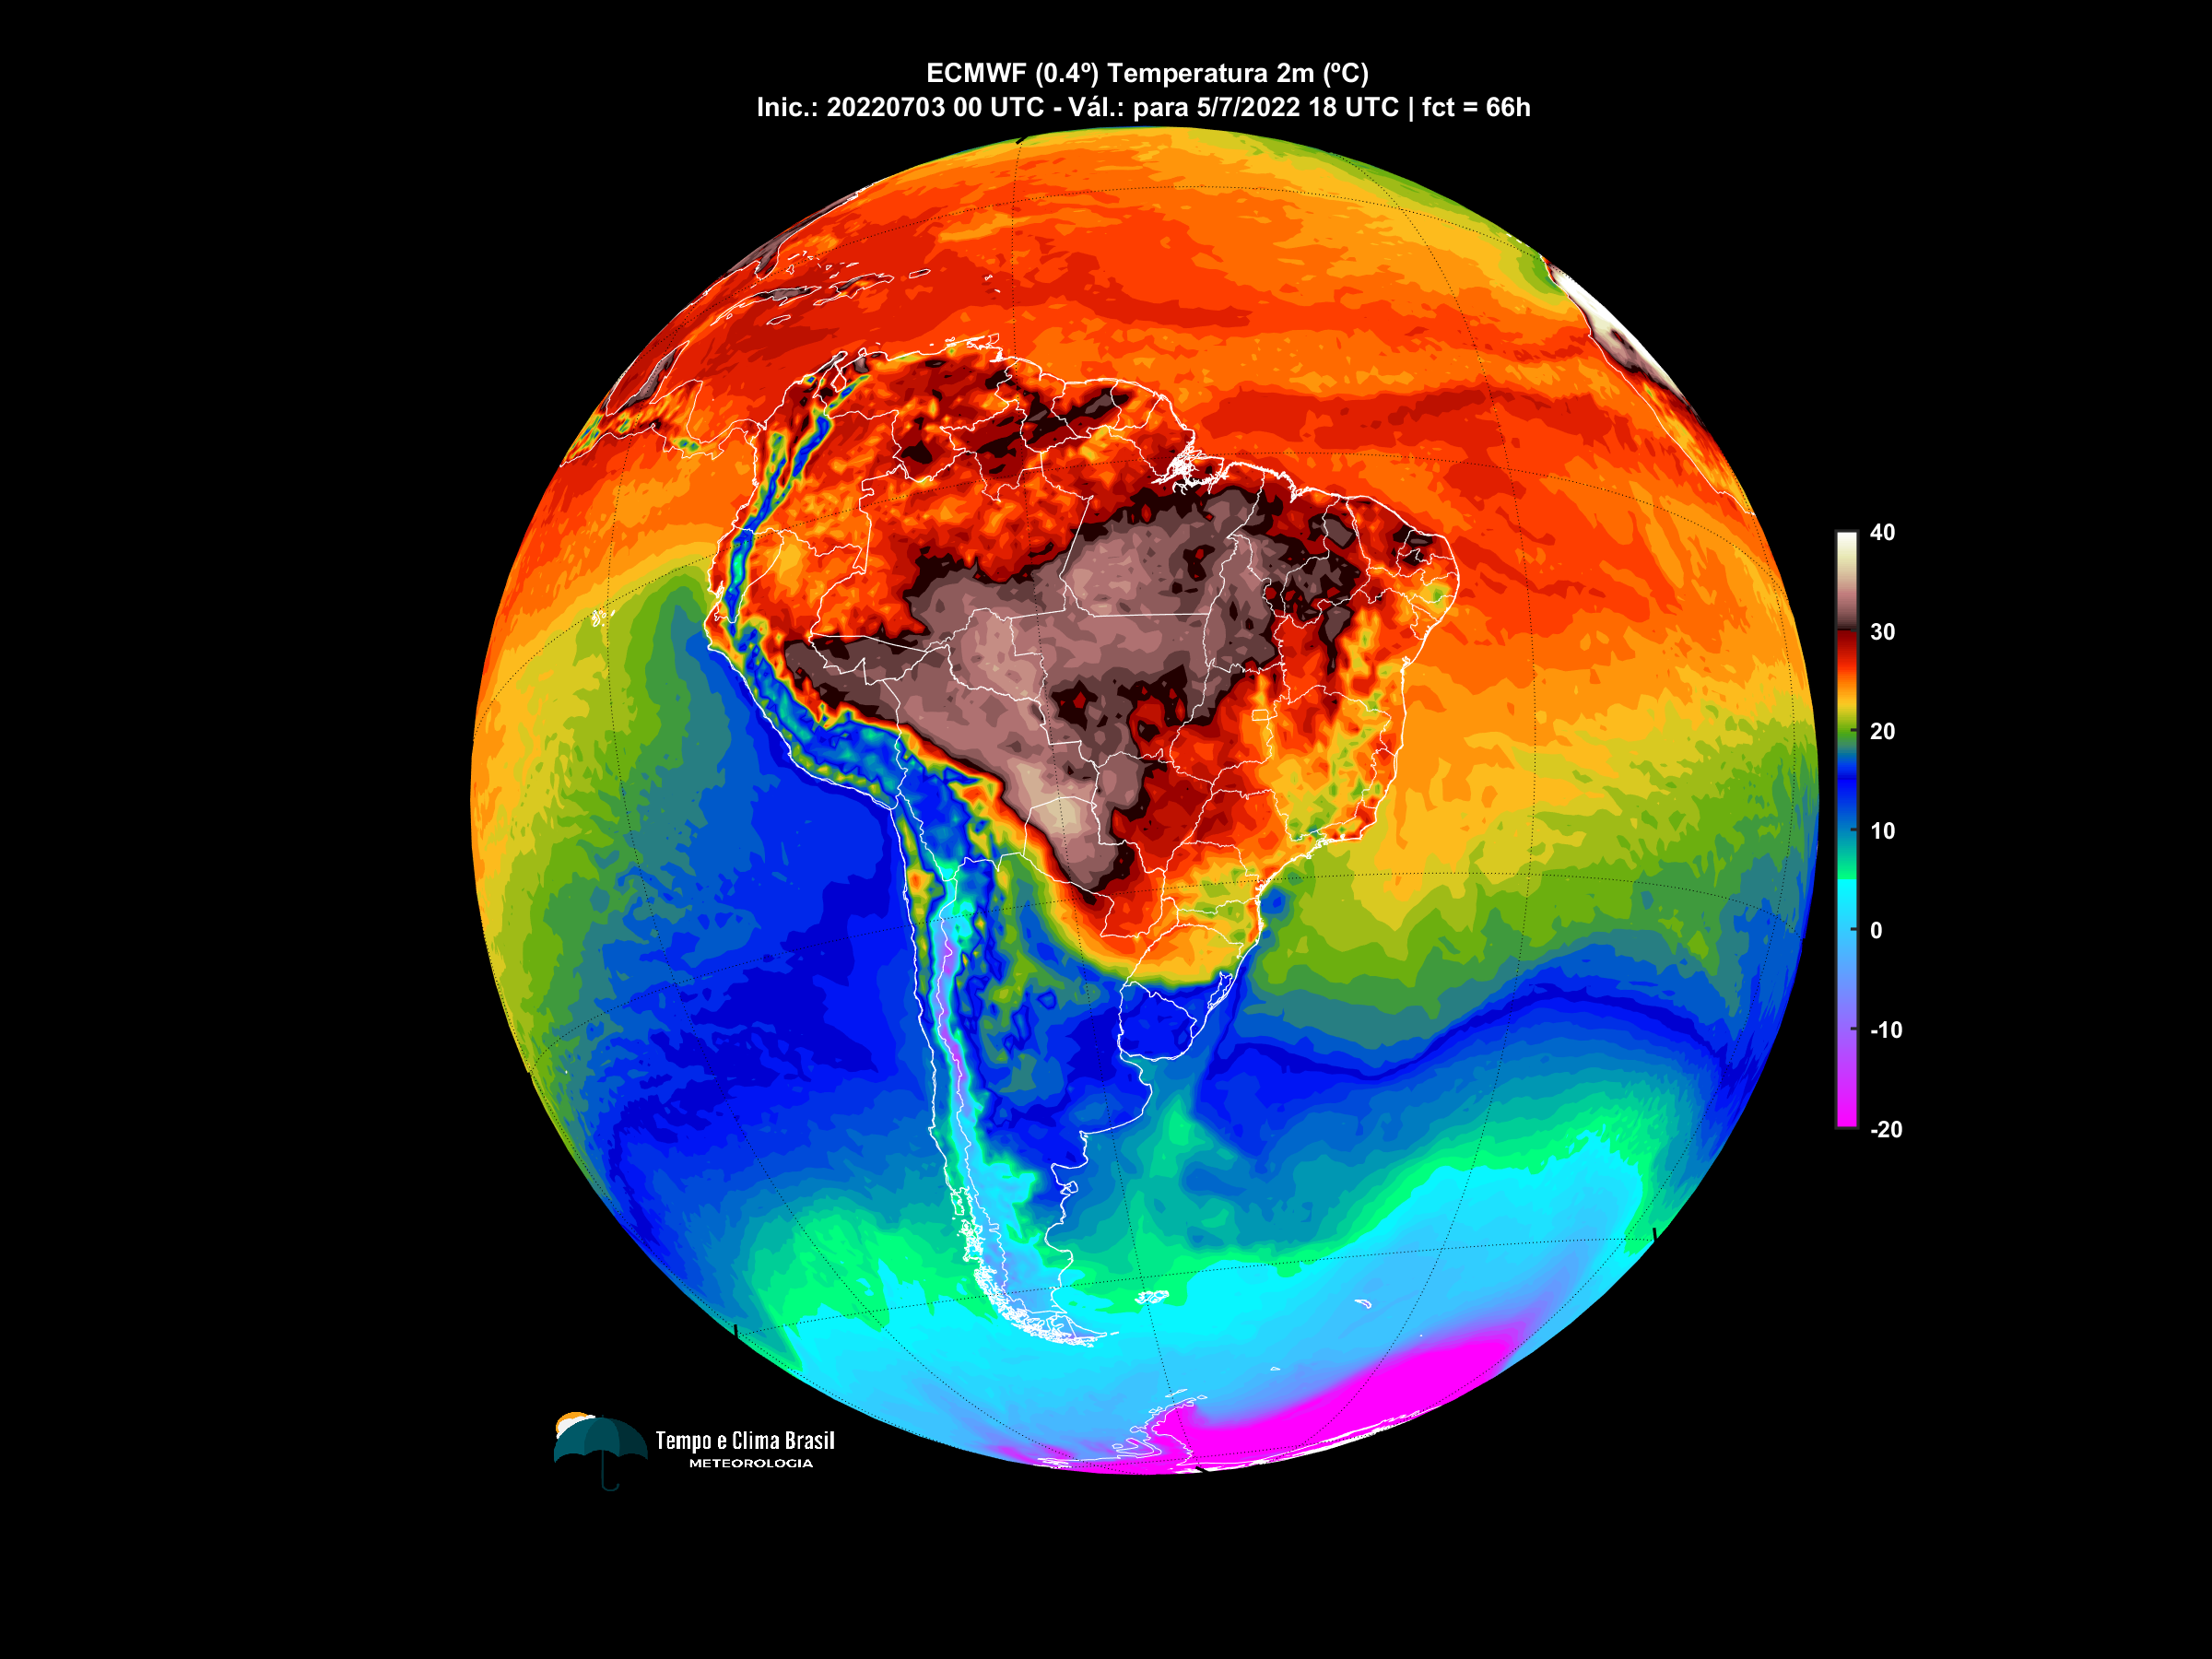 ECMWF (0.4º) Temperatura 2m (ºC)
Inic.: 20220703 00 UTC - Vál.: para 5/7/2022 18 UTC | fct = 66h
40
30
20
10
0
-10
-20
Tempo e Clima Brasil
METEOROLOGIA